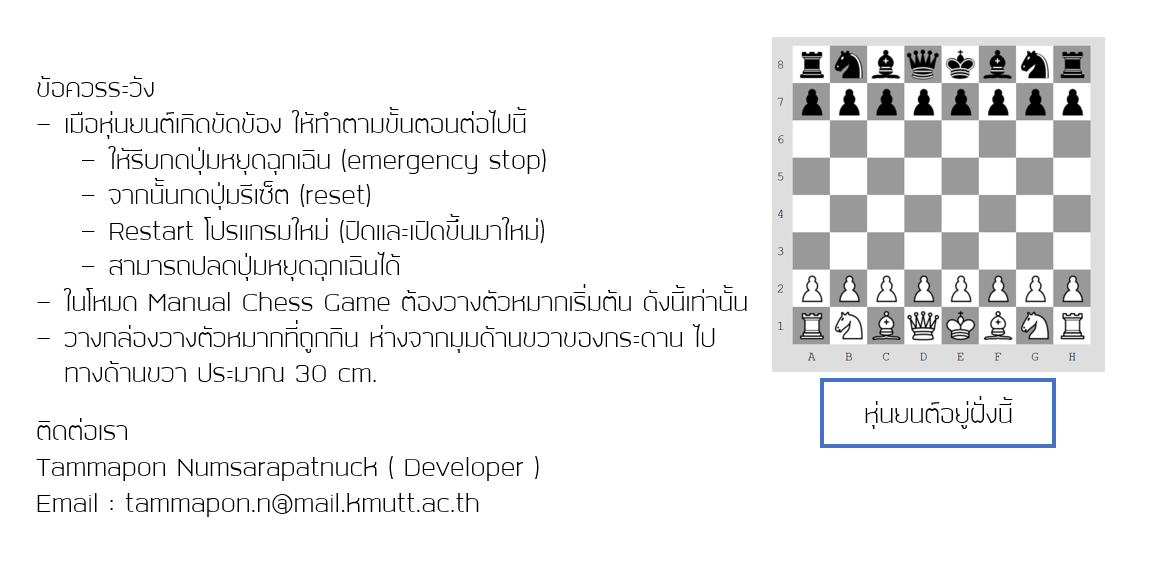 ข้อควรระวัง
- เมื่อหุ่นยนต์เกิดขัดข้อง ให้ทำตามขั้นตอนต่อไปนี้
- ให้รีบกดปุ่มหยุดฉุกเฉิน (emergency stop)
- จากนั้นกดปุ่มรีเซ็ต (reset)
- Restart โปรแกรมใหม่ (ปิดและเปิดขึ้นมาใหม่)
- สามารถปลดปุ่มหยุดฉุกเฉินได้
- ในโหมด Manual Chess Game ต้องวางตัวหมากเริ่มต้น ดังนี้เท่านั้น
- วางกล่องวางตัวหมากที่ถูกกิน ห่างจากมุมด้านขวาของกระดาน ไป
ทางด้านขวา ประมาณ 30 cm.
ติดต่อเรา
Tammapon Numsarapatnuck ( Developer )
Email : tammapon.n@mail.kmutt.ac.th
8
7
6
5
4
3
2
1
A B C D E F G H
หุ่นยนต์อยู่ฝั่งนี้